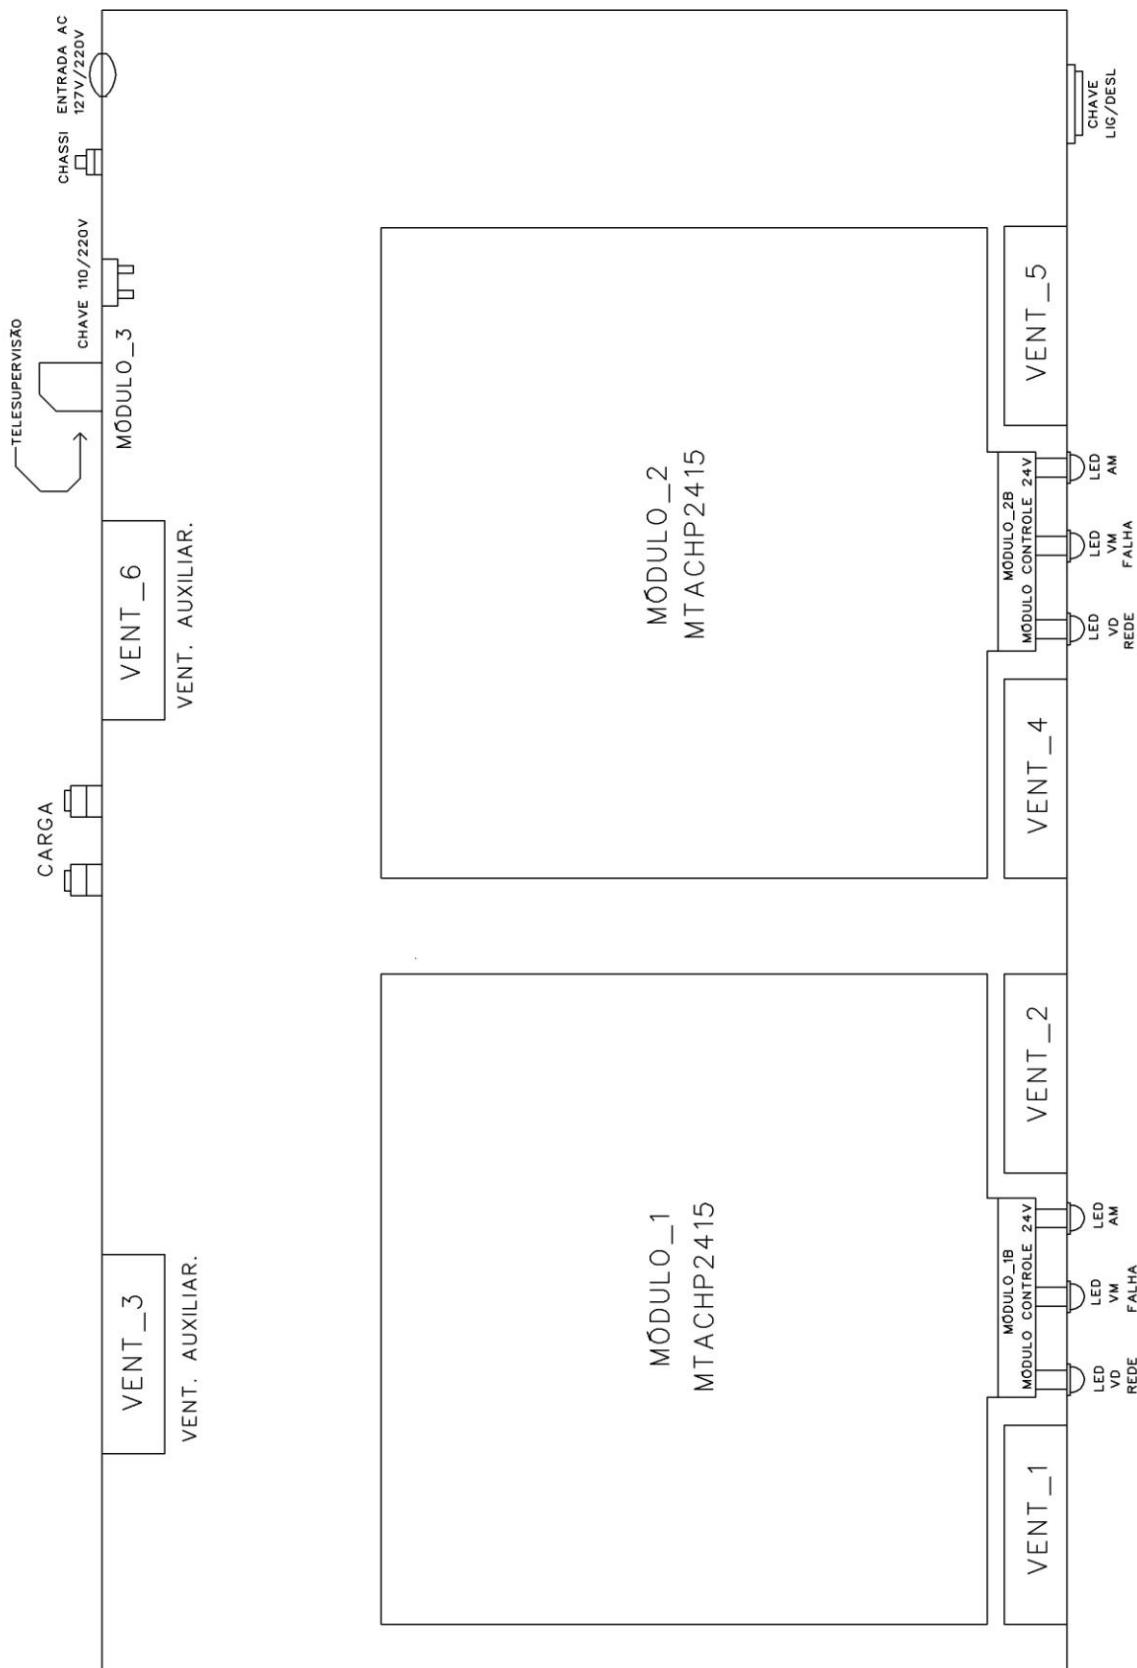 CARGA
TELESUPERVISÃO
CHASSI
ENTRADA AC
127V/220V
CHAVE 110/220V
MÓDULO_3
VENT_3
VENT. AUXILIAR.
VENT_6
VENT. AUXILIAR.
MÓDULO_1
MTACHP2415
MÓDULO_2
MTACHP2415
MÓDULO_1B
MÓDULO CONTROLE 24V
MÓDULO_2B
MÓDULO CONTROLE 24V
VENT_1
VENT_2
VENT_4
VENT_5
LED
VD
REDE
LED
VM
FALHA
LED
AM
LED
VD
REDE
LED
VM
FALHA
LED
AM
CHAVE
LIG/DESL